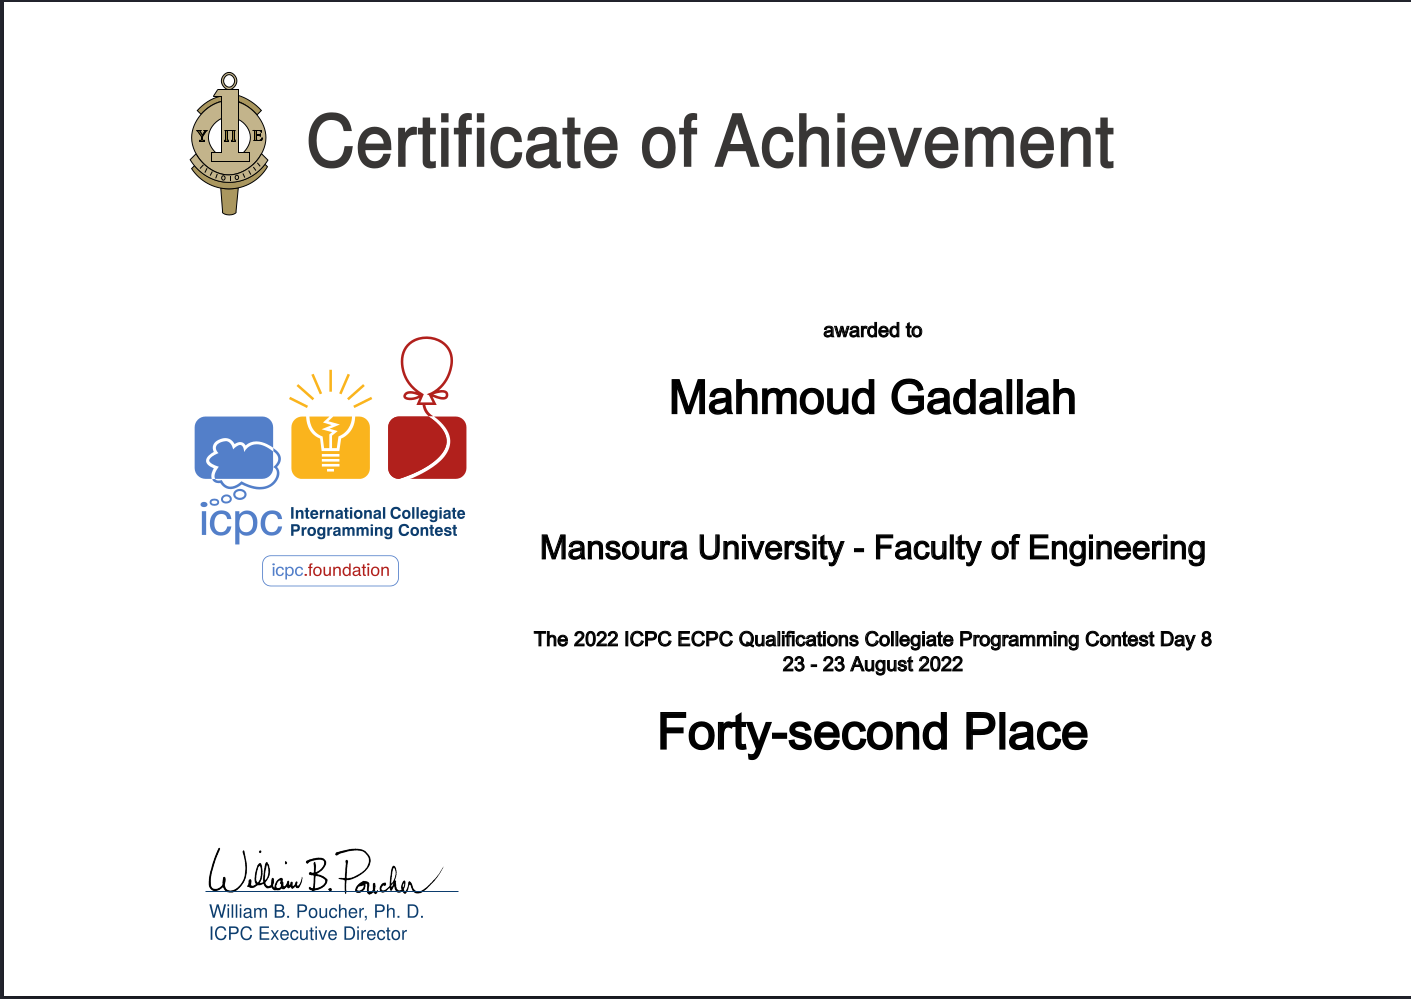 Υ Π Ε
Certificate of Achievement
awarded to
Mahmoud Gadallah
icpc International Collegiate
Programming Contest
icpc.foundation
Mansoura University - Faculty of Engineering
The 2022 ICPC ECPC Qualifications Collegiate Programming Contest Day 8
23 - 23 August 2022
Forty-second Place
William B. Poucher
William B. Poucher, Ph. D.
ICPC Executive Director